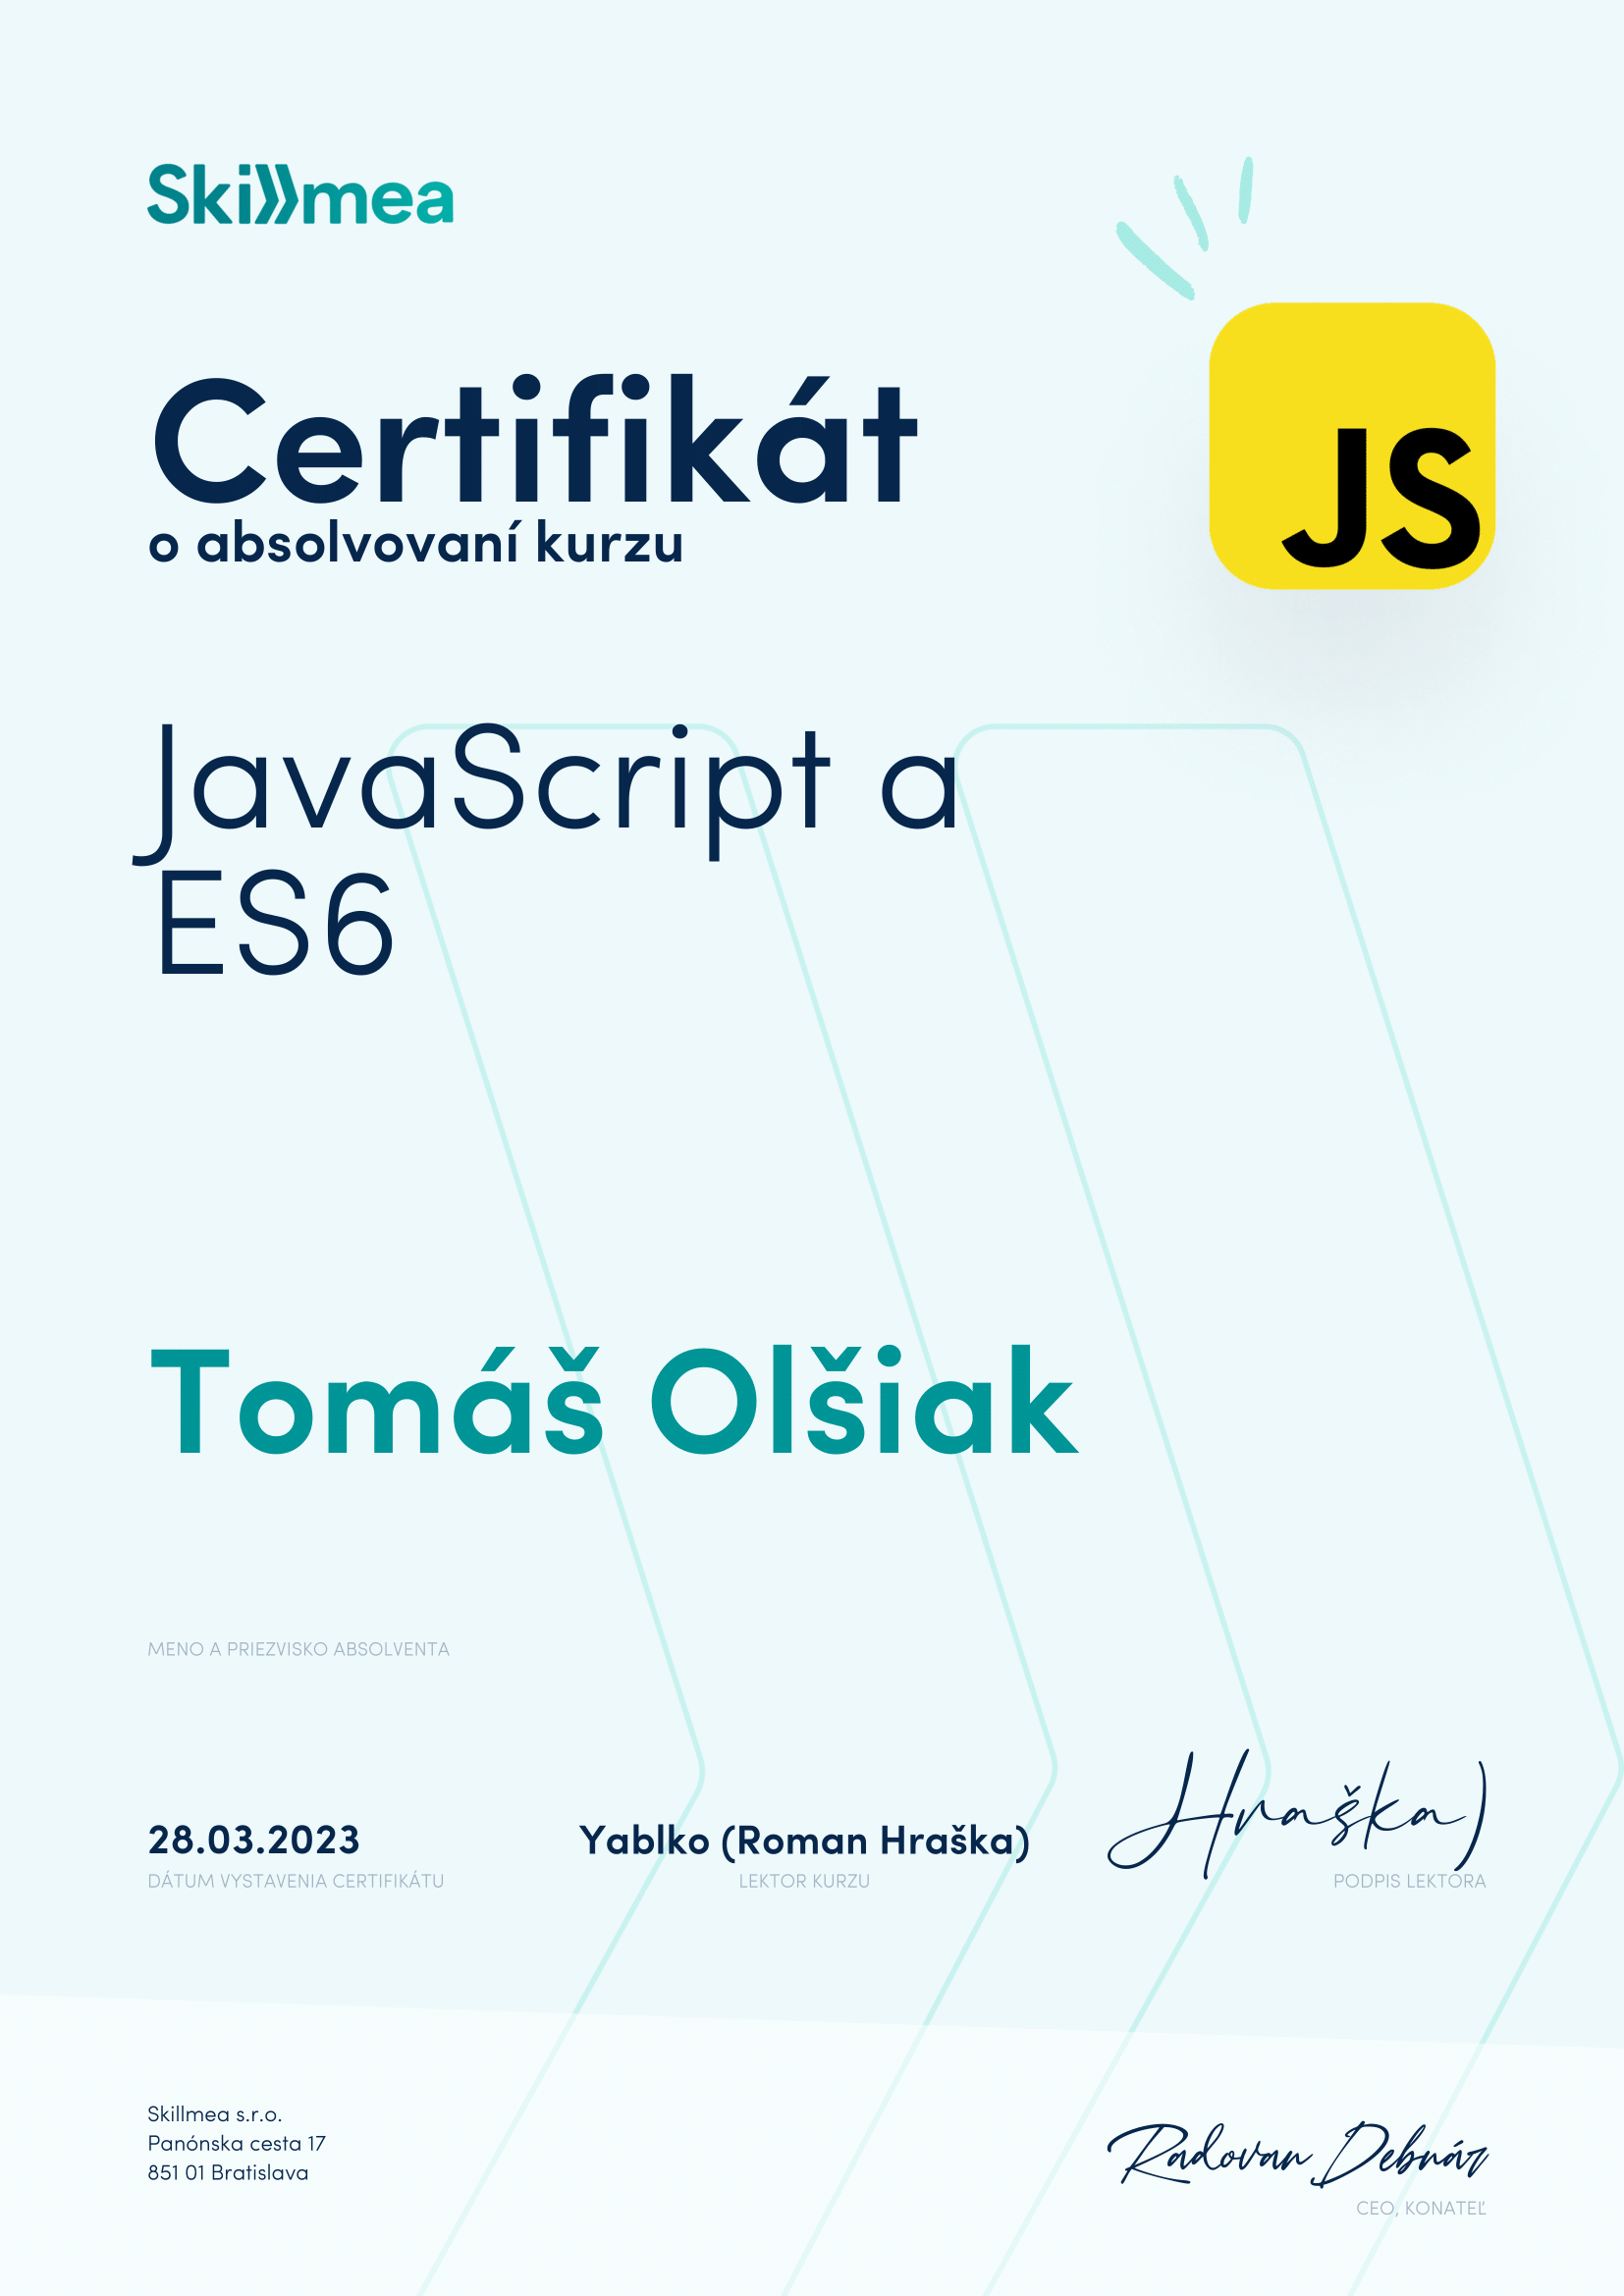 Skillmea
Certifikát
o absolvovaní kurzu
JS
JavaScript a
ES6
Tomáš Olšiak
MENO A PRIEZVISKO ABSOLVENTA
28.03.2023
DÁTUM VYSTAVENIA CERTIFIKÁTU
Yablko (Roman Hraška)
LEKTOR KURZU
Hraška)
PODPIS LEKTORA
Skillmea s.r.o.
Panónska cesta 17
851 01 Bratislava
Radovan Debnár
CEO, KONATEĽ